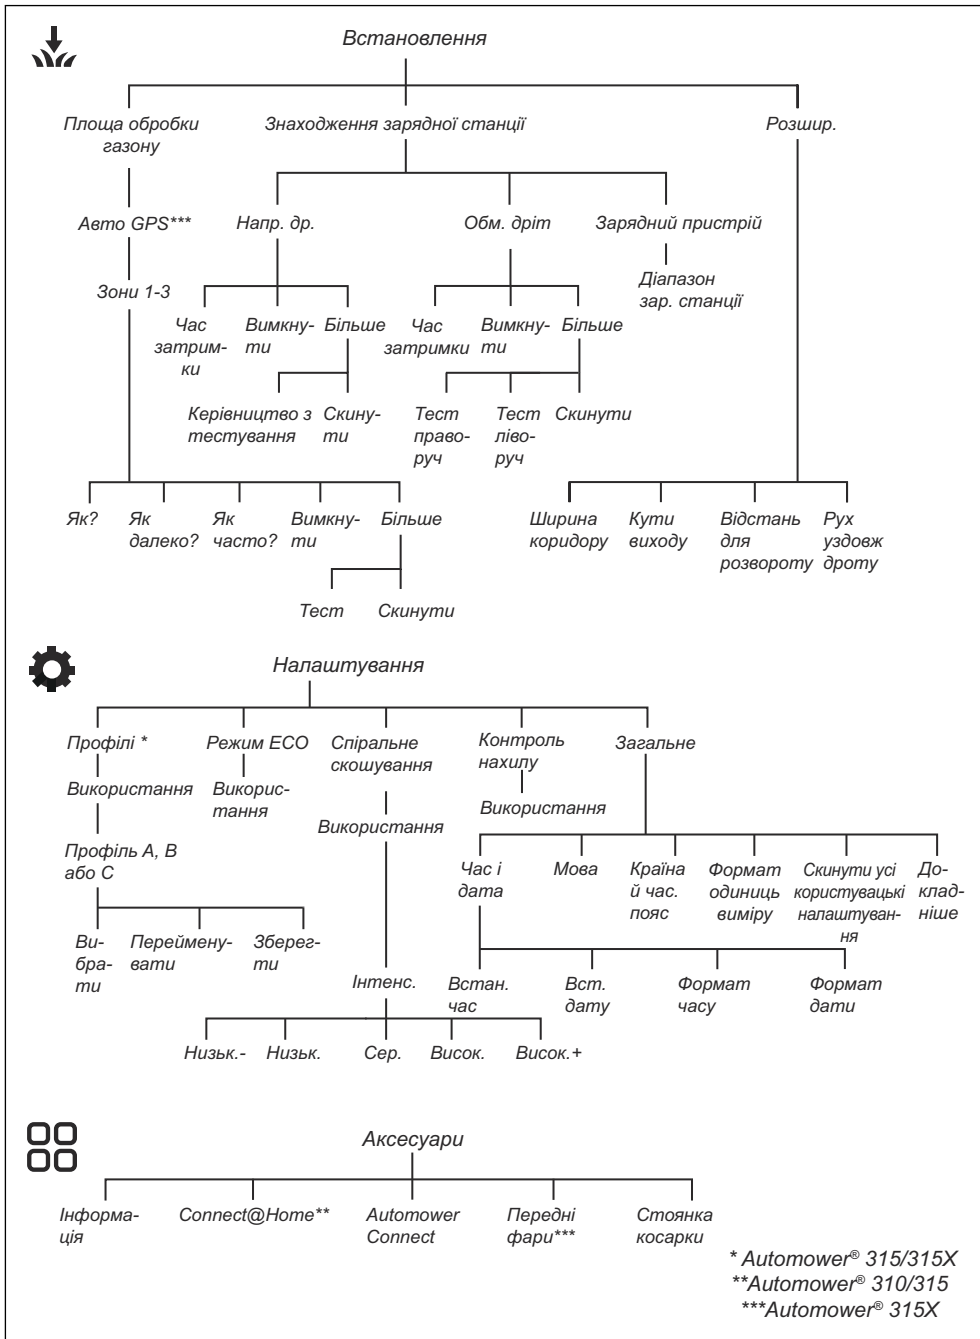 Встановлення
Площа обробки
газону
Знаходження зарядної станції
Розшир.
Авто GPS***
Напр. др.
Обм. дріт
Зарядний пристрій
Зони 1-3
Діапазон
зар. станції
Час
затрим-
ки
Вимкну-
ти
Більше
Час
затримки
Вимкну-
ти
Більше
Керівництво з
тестування
Скину-
ти
Тест
право-
руч
Тест
ліво-
руч
Скинути
Як?
Як
далеко?
Як
часто?
Вимкну-
ти
Більше
Ширина
коридору
Кути
виходу
Відстань
для
розвороту
Рух
уздовж
дроту
Тест
Скинути
Налаштування
Профілі *
Режим ECO
Спіральне
скошування
Контроль
нахилу
Загальне
Використання
Викорис-
тання
Використання
Використання
Профіль A, B
або C
Час і
дата
Мова
Країна
й час.
пояс
Формат
одиниць
виміру
Скинути усі
користувацькі
налаштуван-
ня
До-
клад-
ніше
Ви-
бра-
ти
Переймену-
вати
Зберег-
ти
Інтенс.
Встан.
час
Вст.
дату
Формат
часу
Формат
дати
Низьк.-
Низьк.
Сер.
Висок.
Висок.+
Аксесуари
Інформа-
ція
Connect@Home**
Automower
Connect
Передні
фари***
Стоянка
косарки
* Automower® 315/315X
**Automower® 310/315
***Automower® 315X